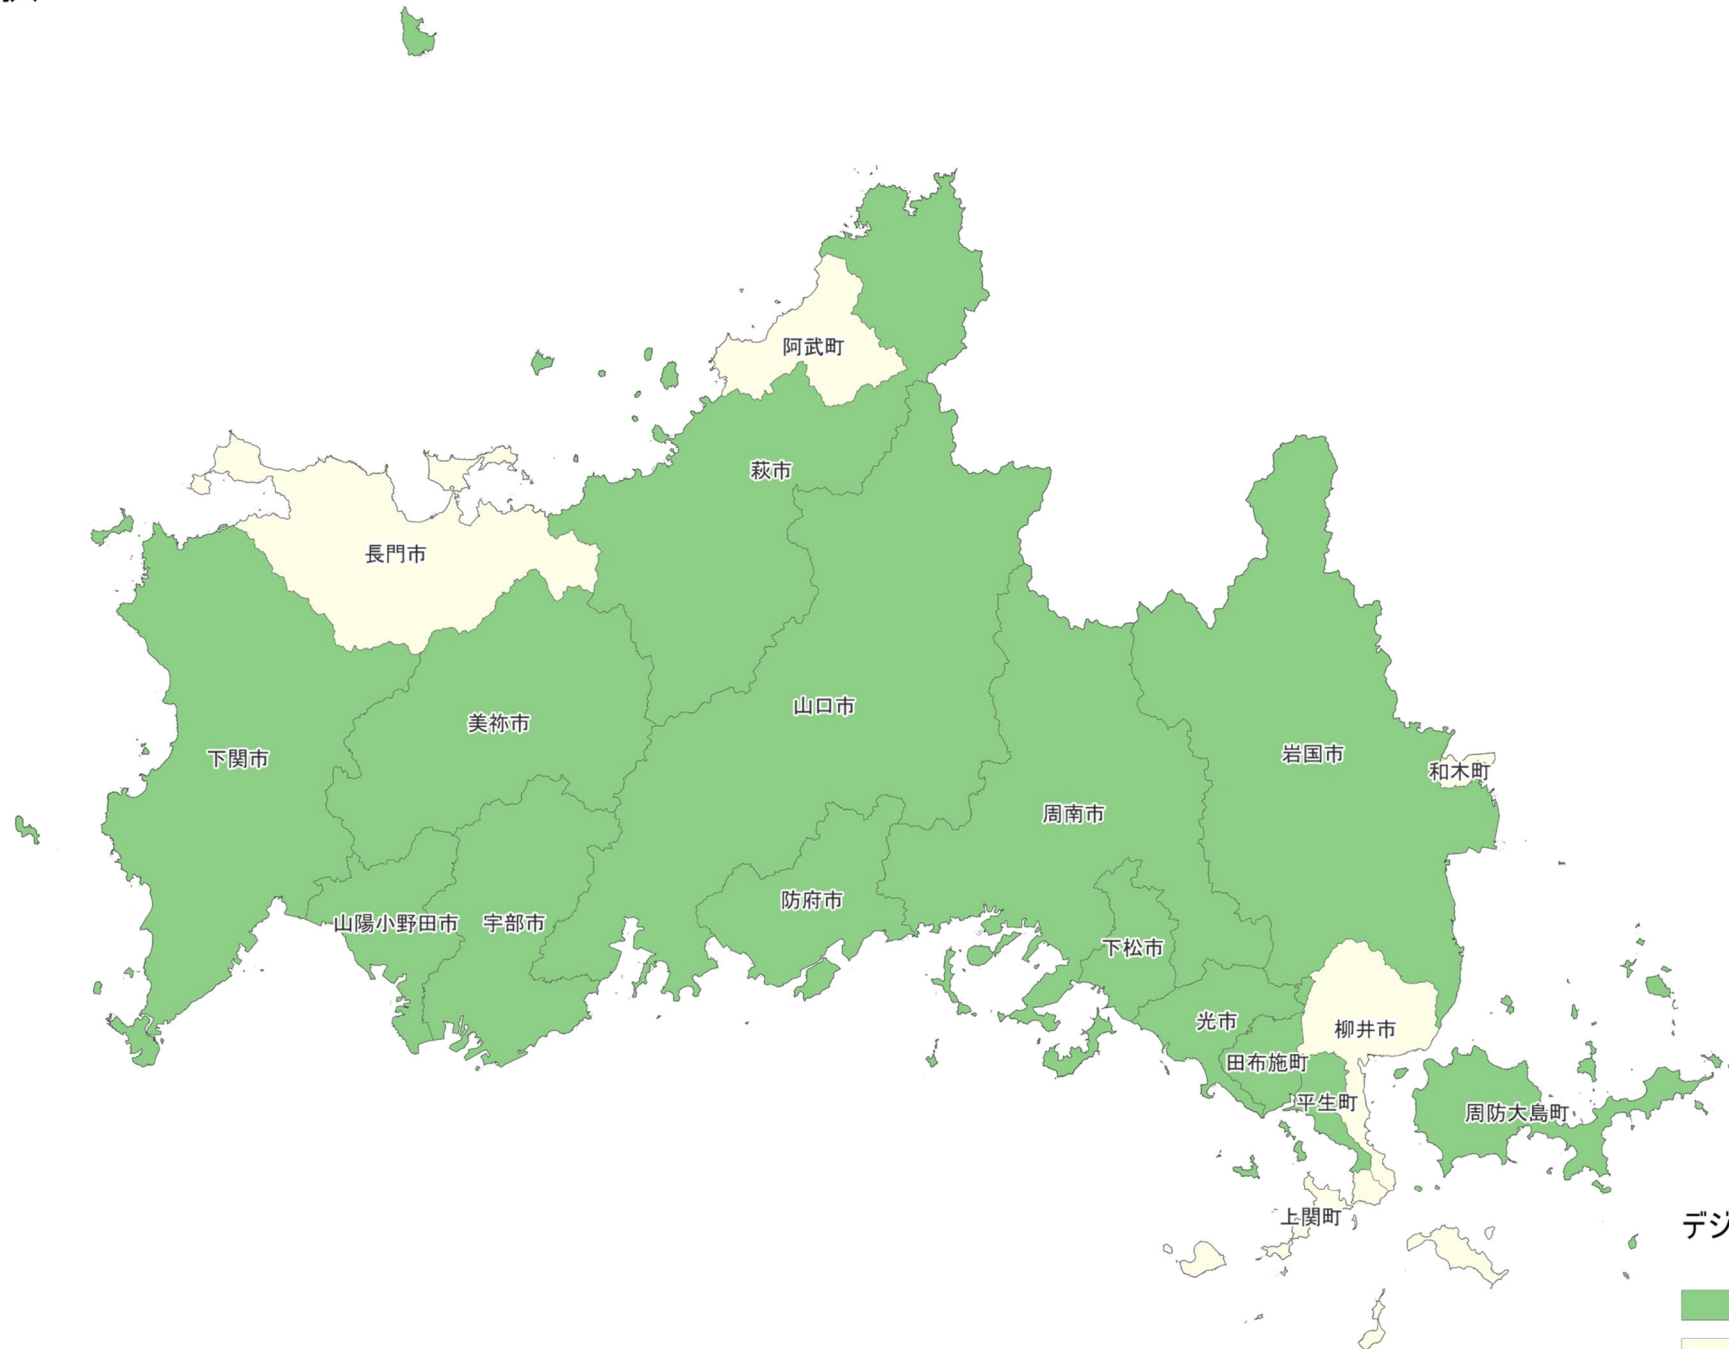 阿武町
萩市
長門市
山口市
美祢市
岩国市
下関市
和木町
周南市
防府市
山陽小野田市
宇部市
下松市
光市
柳井市
田布施町
平生町
周防大島町
上関町
デジ